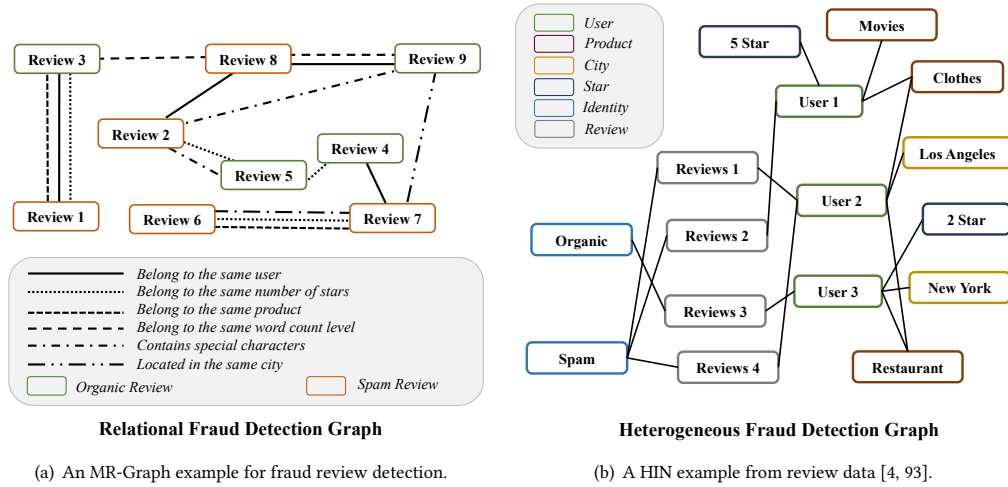 Review 3
Review 8
Review 9
Review 2
Review 4
Review 5
Review 1
Review 6
Review 7
Belong to the same user
Belong to the same number of stars
Belong to the same product
Belong to the same word count level
Contains special characters
Located in the same city
Organic Review
Spam Review
Relational Fraud Detection Graph
(a) An MR-Graph example for fraud review detection.
User
Product
City
Star
Identity
Review
5 Star
Movies
User 1
Clothes
Reviews 1
Los Angeles
User 2
Organic
Reviews 2
2 Star
User 3
New York
Reviews 3
Spam
Reviews 4
Restaurant
Heterogeneous Fraud Detection Graph
(b) A HIN example from review data [4, 93].